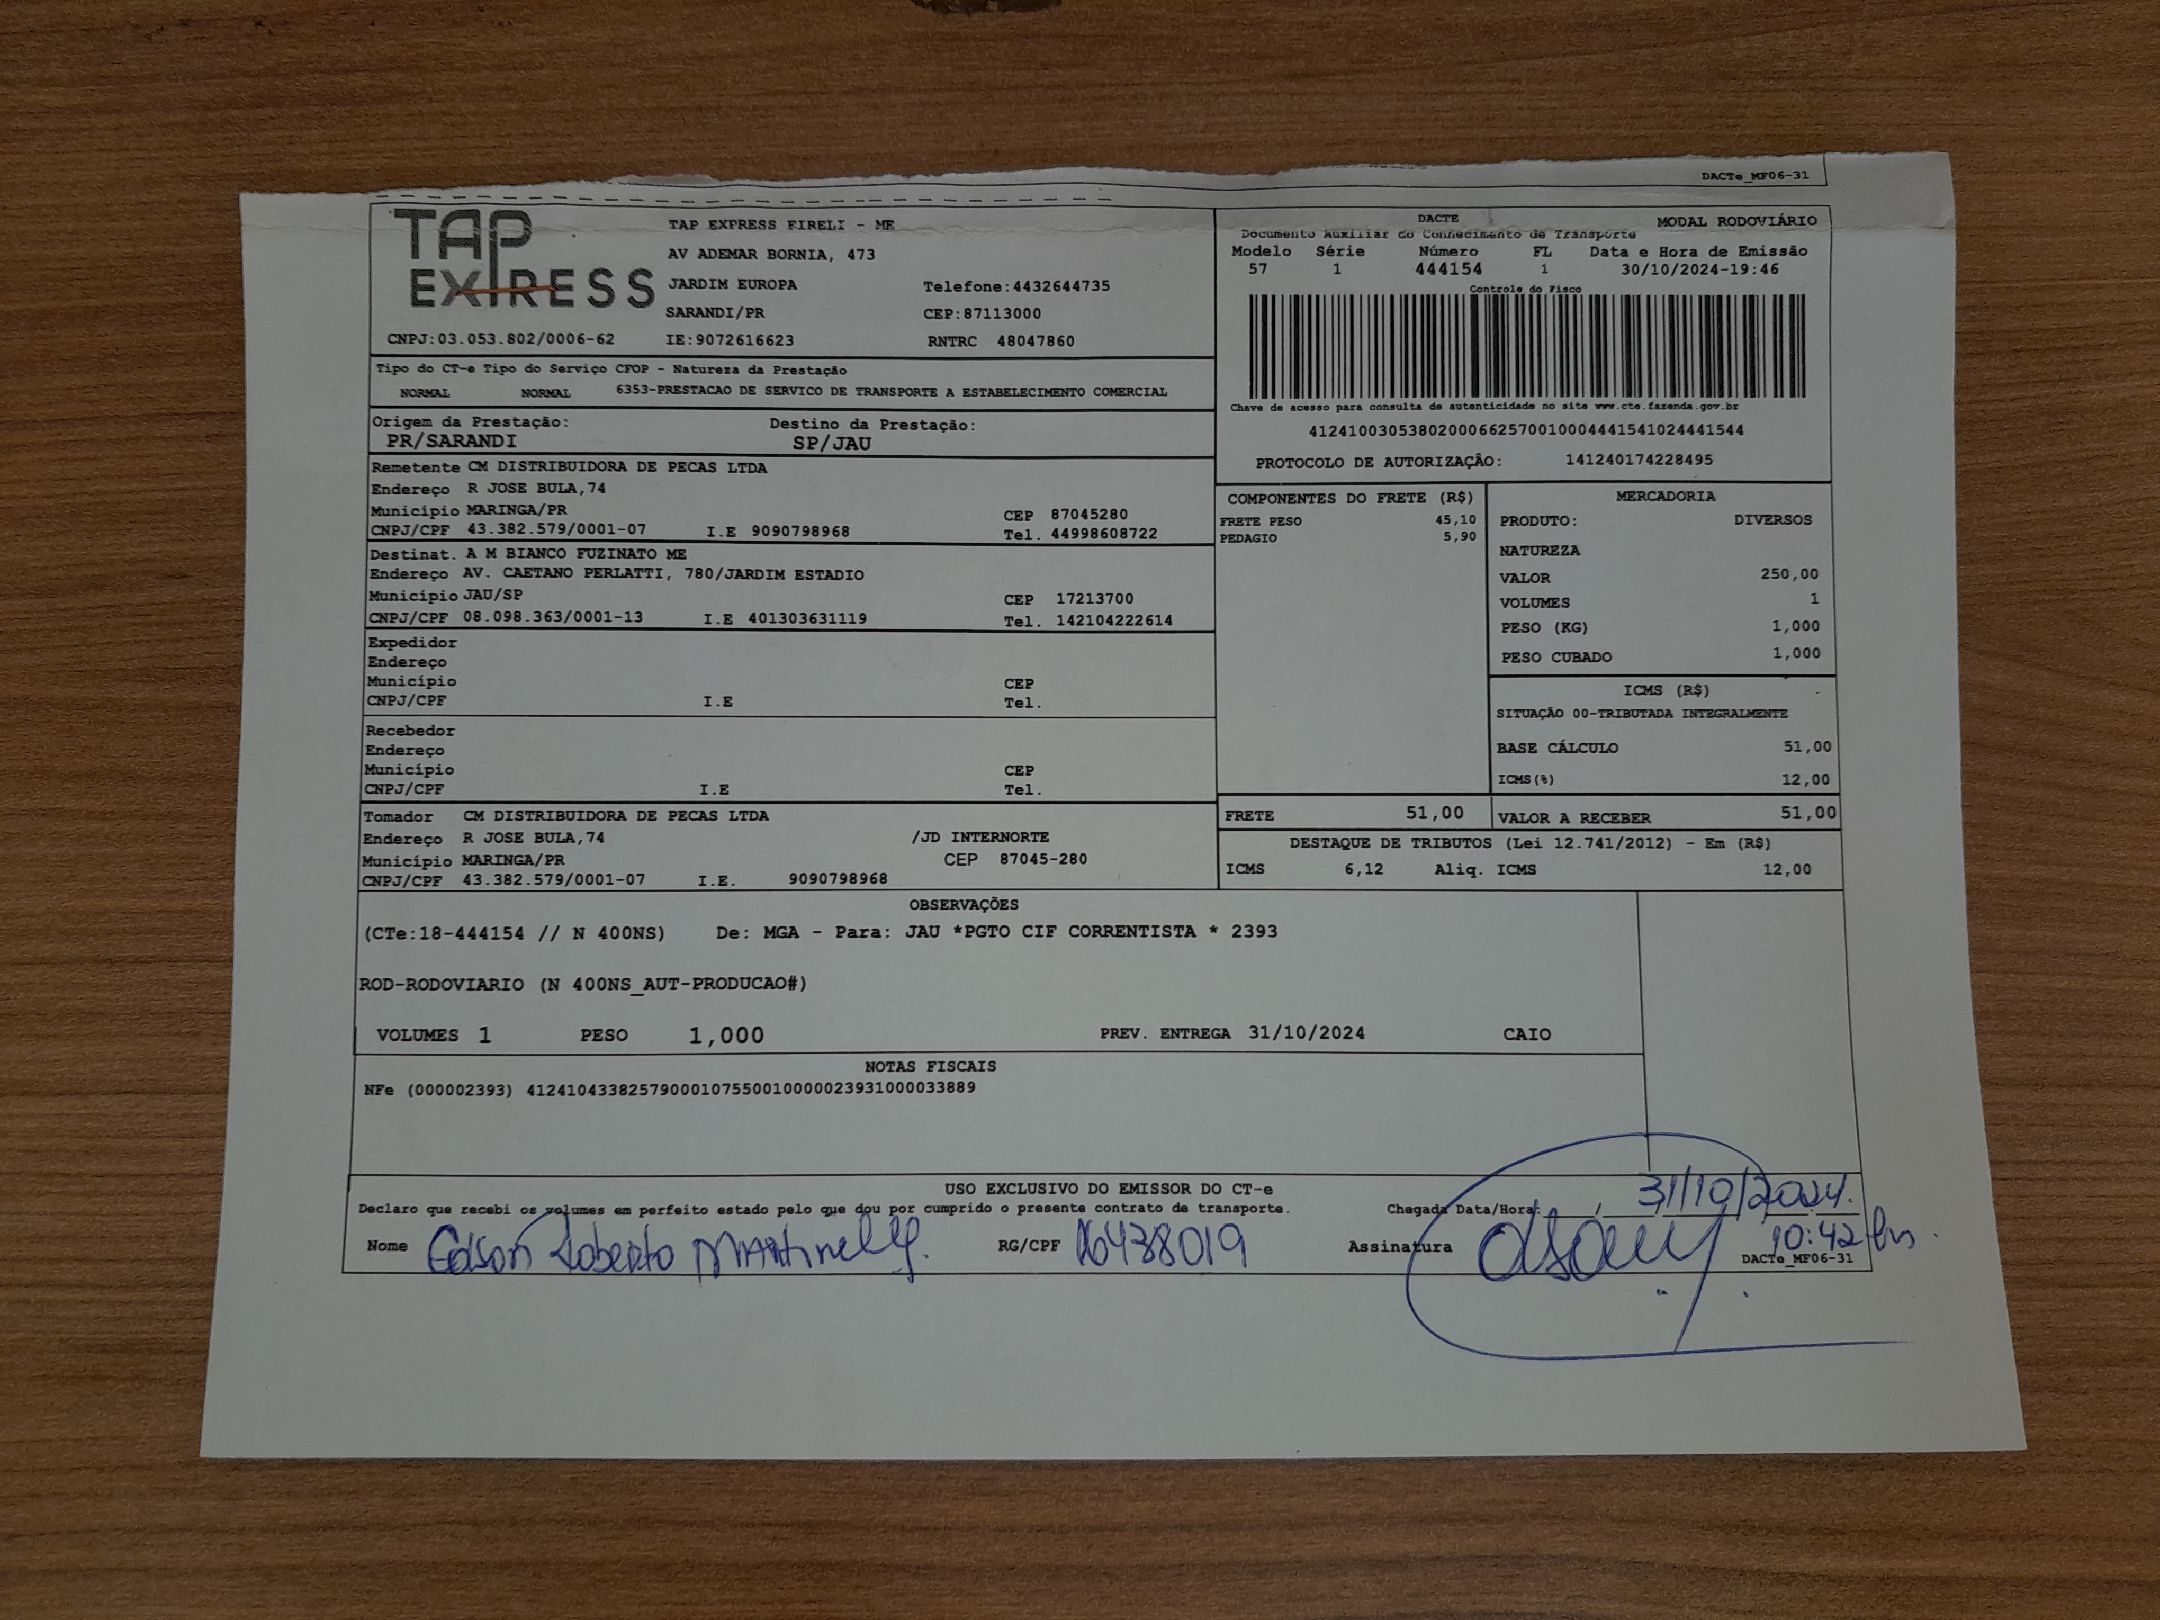 DACTe_MF06-31
TAP
EXPRESS
TAP EXPRESS EIRELI - ME
AV ADEMAR BORNIA, 473
JARDIM EUROPA Telefone:4432644735
SARANDI/PR CEP:87113000
CNPJ:03.053.802/0006-62 IE:9072616623 RNTRC 48047860
DACTE MODAL RODOVIÁRIO
Documento Auxiliar do Conhecimento de Transporte
Modelo Série Número FL Data e Hora de Emissão
57 1 444154 1 30/10/2024-19:46
Controle do Fisco
Chave de acesso para consulta de autenticidade no site www.cte.fazenda.gov.br
41241003053802000662570010004441541024441544
PROTOCOLO DE AUTORIZAÇÂO: 141240174228495
Tipo do CT-e Tipo do Serviço CFOP - Natureza da Prestação
NORMAL NORMAL 6353-PRESTACAO DE SERVICO DE TRANSPORTE A ESTABELECIMENTO COMERCIAL
Origem da Prestação: Destino da Prestação:
PR/SARANDI SP/JAU
Remetente CM DISTRIBUIDORA DE PECAS LTDA
Endereço R JOSE BULA,74
Município MARINGA/PR CEP 87045280
CNPJ/CPF 43.382.579/0001-07 I.E 9090798968 Tel. 44998608722
Destinat. A M BIANCO FUZINATO ME
Endereço AV. CAETANO PERLATTI, 780/JARDIM ESTADIO
Município JAU/SP CEP 17213700
CNPJ/CPF 08.098.363/0001-13 I.E 401303631119 Tel. 142104222614
Expedidor
Endereço
Município CEP
CNPJ/CPF I.E Tel.
Recebedor
Endereço
Município CEP
CNPJ/CPF I.E Tel.
Tomador CM DISTRIBUIDORA DE PECAS LTDA
Endereço R JOSE BULA,74 /JD INTERNORTE
Município MARINGA/PR CEP 87045-280
CNPJ/CPF 43.382.579/0001-07 I.E. 9090798968
COMPONENTES DO FRETE (R$)
FRETE PESO 45,10
PEDAGIO 5,90
MERCADORIA
PRODUTO: DIVERSOS
NATUREZA
VALOR 250,00
VOLUMES 1
PESO (KG) 1,000
PESO CUBADO 1,000
ICMS (R$)
SITUAÇÃO 00-TRIBUTADA INTEGRALMENTE
BASE CÁLCULO 51,00
ICMS(%) 12,00
FRETE 51,00 VALOR A RECEBER 51,00
DESTAQUE DE TRIBUTOS (Lei 12.741/2012) - Em (R$)
ICMS 6,12 Aliq. ICMS 12,00
OBSERVAÇÕES
(CTe:18-444154 // N 400NS) De: MGA - Para: JAU *PGTO CIF CORRENTISTA * 2393
ROD-RODOVIARIO (N 400NS_AUT-PRODUCAO#)
VOLUMES 1 PESO 1,000 PREV. ENTREGA 31/10/2024 CAIO
NOTAS FISCAIS
NFe (000002393) 41241043382579000107550010000023931000033889
USO EXCLUSIVO DO EMISSOR DO CT-e
Declaro que recebi os volumes em perfeito estado pelo que dou por cumprido o presente contrato de transporte. Chegada Data/Hora: 31/10/2024.
Nome Edson Roberto Martinelly. RG/CPF 16438019 Assinatura 10:42 hs.
DACTe_MF06-31